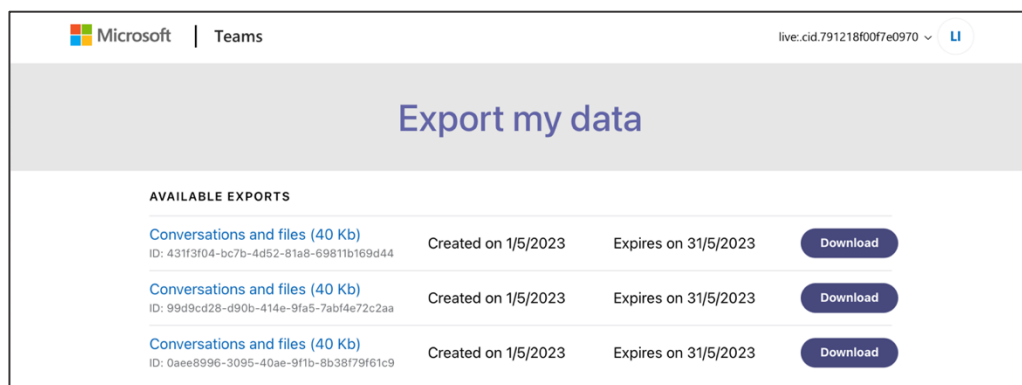 Microsoft | Teams live:.cid.791218f00f7e0970 LI
Export my data
AVAILABLE EXPORTS
Conversations and files (40 Kb) Created on 1/5/2023 Expires on 31/5/2023 Download
ID: 431f3f04-bc7b-4d52-81a8-69811b169d44
Conversations and files (40 Kb) Created on 1/5/2023 Expires on 31/5/2023 Download
ID: 99d9cd28-d90b-414e-9fa5-7abf4e72c2aa
Conversations and files (40 Kb) Created on 1/5/2023 Expires on 31/5/2023 Download
ID: 0aee8996-3095-40ae-9f1b-8b38f79f61c9